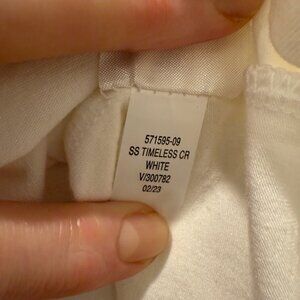 571595-09
SS TIMELESS CR
WHITE
V/300782
02/23